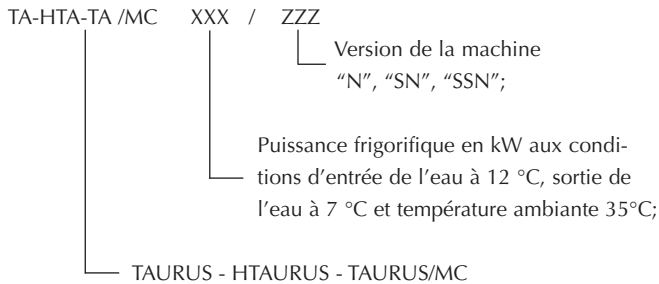 TA-HTA-TA /MC XXX / ZZZ
Version de la machine
“N”, “SN”, “SSN”;
Puissance frigorifique en kW aux condi-
tions d’entrée de l’eau à 12 °C, sortie de
l’eau à 7 °C et température ambiante 35°C;
TAURUS - HTAURUS - TAURUS/MC